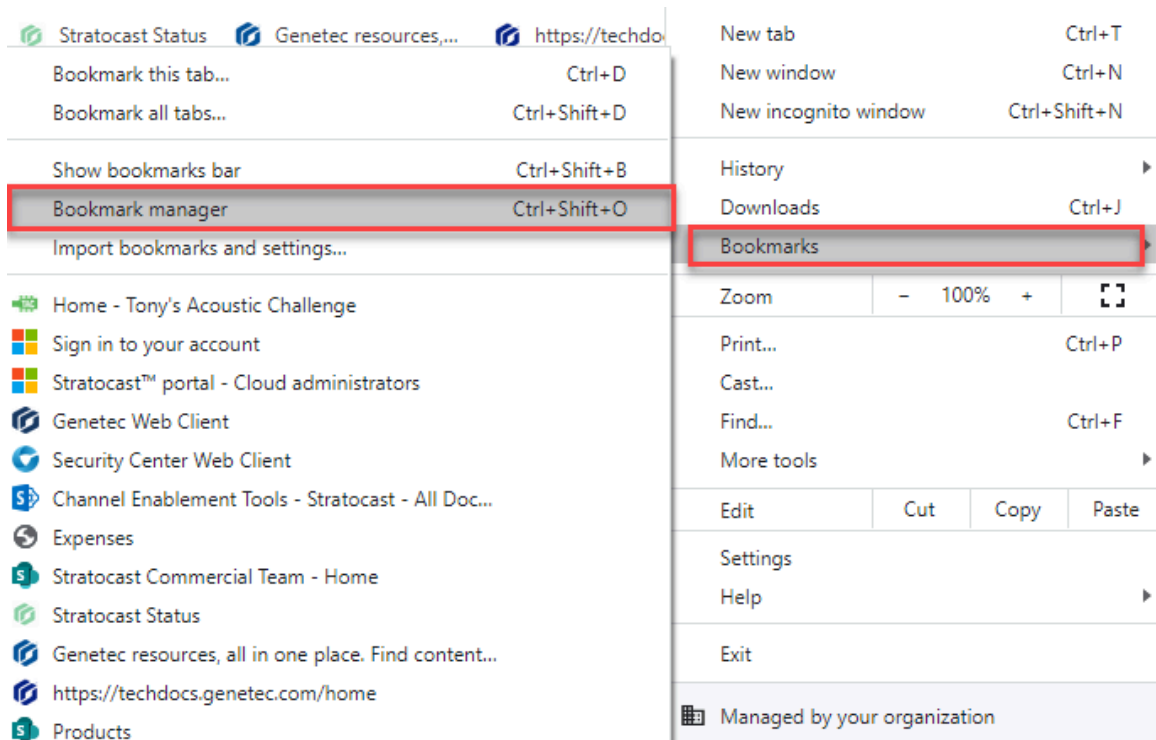 Stratocast Status Genetec resources,... https://techdo
Bookmark this tab... Ctrl+D
Bookmark all tabs... Ctrl+Shift+D
Show bookmarks bar Ctrl+Shift+B
Bookmark manager Ctrl+Shift+O
Import bookmarks and settings...
Home - Tony's Acoustic Challenge
Sign in to your account
Stratocast™ portal - Cloud administrators
Genetec Web Client
Security Center Web Client
Channel Enablement Tools - Stratocast - All Doc...
Expenses
Stratocast Commercial Team - Home
Stratocast Status
Genetec resources, all in one place. Find content...
https://techdocs.genetec.com/home
Products
New tab Ctrl+T
New window Ctrl+N
New incognito window Ctrl+Shift+N
History
Downloads Ctrl+J
Bookmarks
Zoom - 100% +
Print... Ctrl+P
Cast...
Find... Ctrl+F
More tools
Edit Cut Copy Paste
Settings
Help
Exit
Managed by your organization